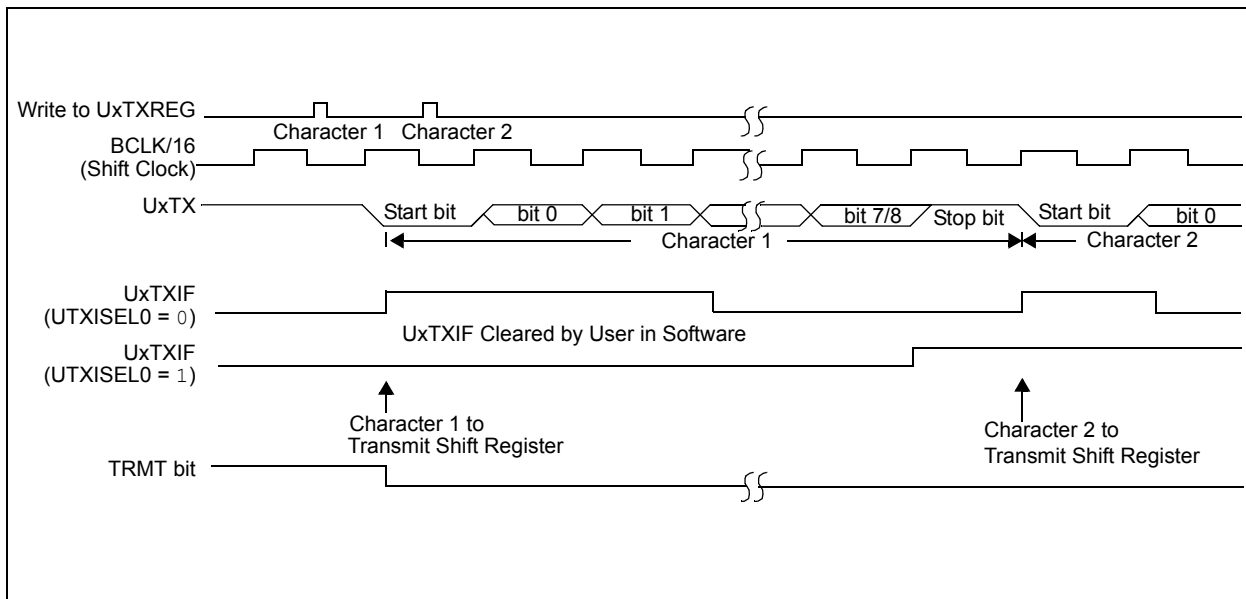 Write to UxTXREG
Character 1 Character 2
BCLK/16
(Shift Clock)
UxTX
Start bit bit 0 bit 1 bit 7/8 Stop bit Start bit bit 0
Character 1 Character 2
UxTXIF
(UTXISEL0 = 0)
UxTXIF Cleared by User in Software
UxTXIF
(UTXISEL0 = 1)
Character 1 to
Transmit Shift Register
Character 2 to
Transmit Shift Register
TRMT bit